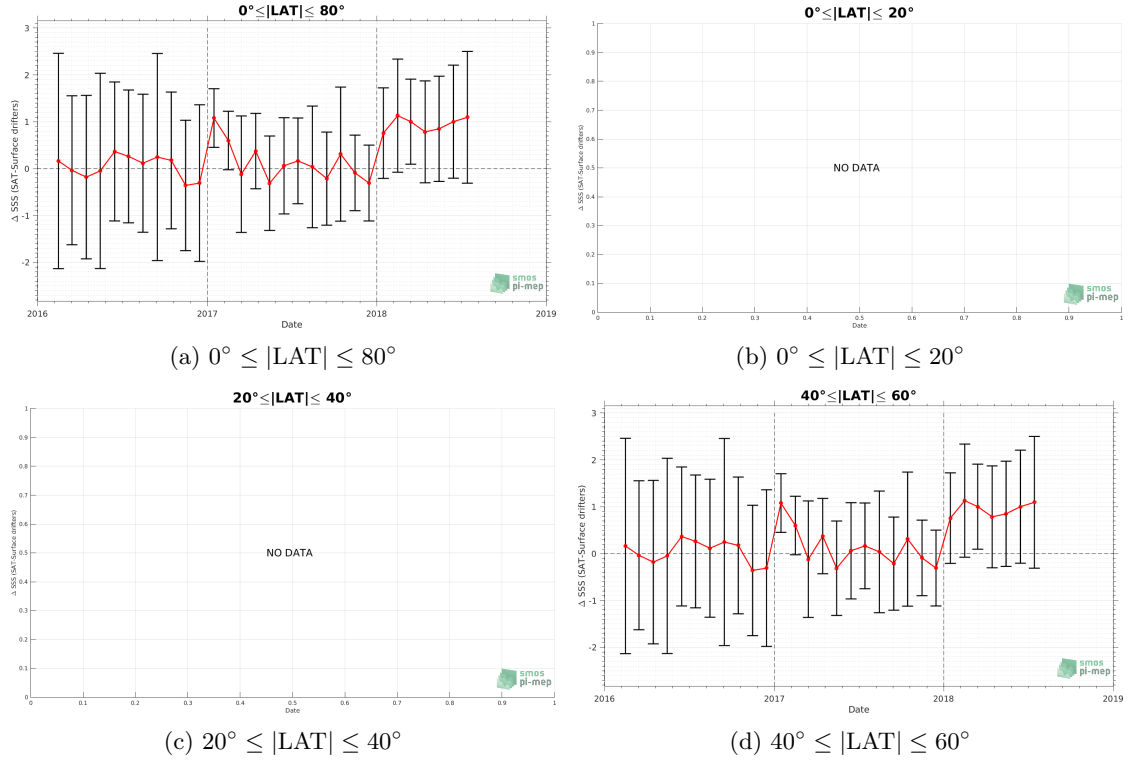 0°≤|LAT|≤ 80°
3
2
1
0
-1
-2
Δ SSS (SAT-Surface drifters)
2016
2017
2018
2019
Date
smos
pi-mep
(a) 0° ≤ |LAT| ≤ 80°
0°≤|LAT|≤ 20°
1
0.9
0.8
0.7
0.6
0.5
0.4
0.3
0.2
0.1
0
Δ SSS (SAT-Surface drifters)
NO DATA
0
0.1
0.2
0.3
0.4
0.5
0.6
0.7
0.8
0.9
1
Date
smos
pi-mep
(b) 0° ≤ |LAT| ≤ 20°
20°≤|LAT|≤ 40°
1
0.9
0.8
0.7
0.6
0.5
0.4
0.3
0.2
0.1
0
Δ SSS (SAT-Surface drifters)
NO DATA
0
0.1
0.2
0.3
0.4
0.5
0.6
0.7
0.8
0.9
1
Date
smos
pi-mep
(c) 20° ≤ |LAT| ≤ 40°
40°≤|LAT|≤ 60°
3
2
1
0
-1
-2
Δ SSS (SAT-Surface drifters)
2016
2017
2018
2019
Date
smos
pi-mep
(d) 40° ≤ |LAT| ≤ 60°